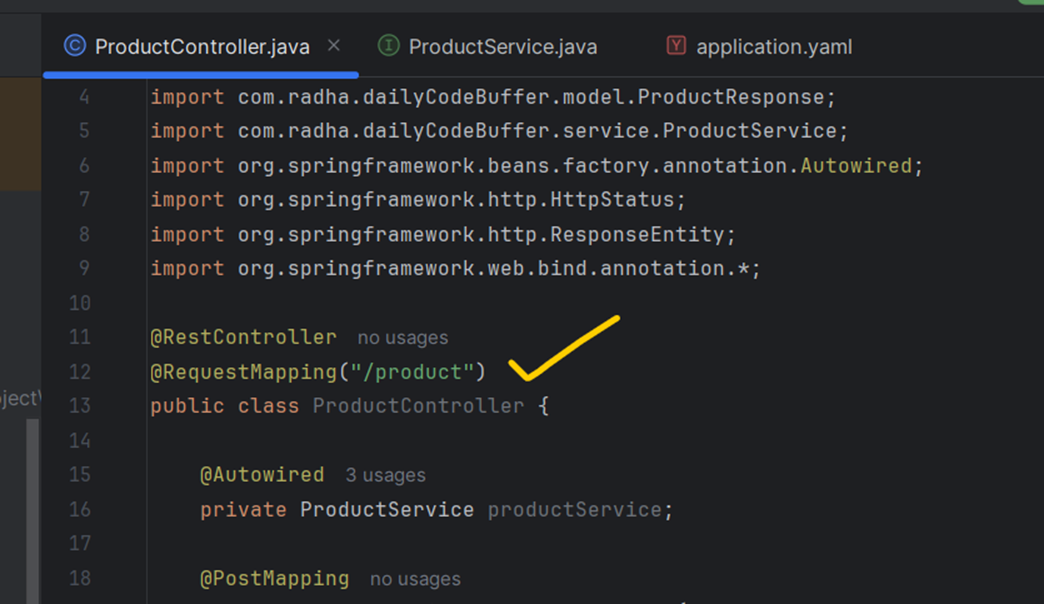 ProductController.java ProductService.java application.yaml
4 import com.radha.dailyCodeBuffer.model.ProductResponse;
5 import com.radha.dailyCodeBuffer.service.ProductService;
6 import org.springframework.beans.factory.annotation.Autowired;
7 import org.springframework.http.HttpStatus;
8 import org.springframework.http.ResponseEntity;
9 import org.springframework.web.bind.annotation.*;
10
11 @RestController no usages
12 @RequestMapping("/product")
13 public class ProductController {
14
15 @Autowired 3 usages
16 private ProductService productService;
17
18 @PostMapping no usages